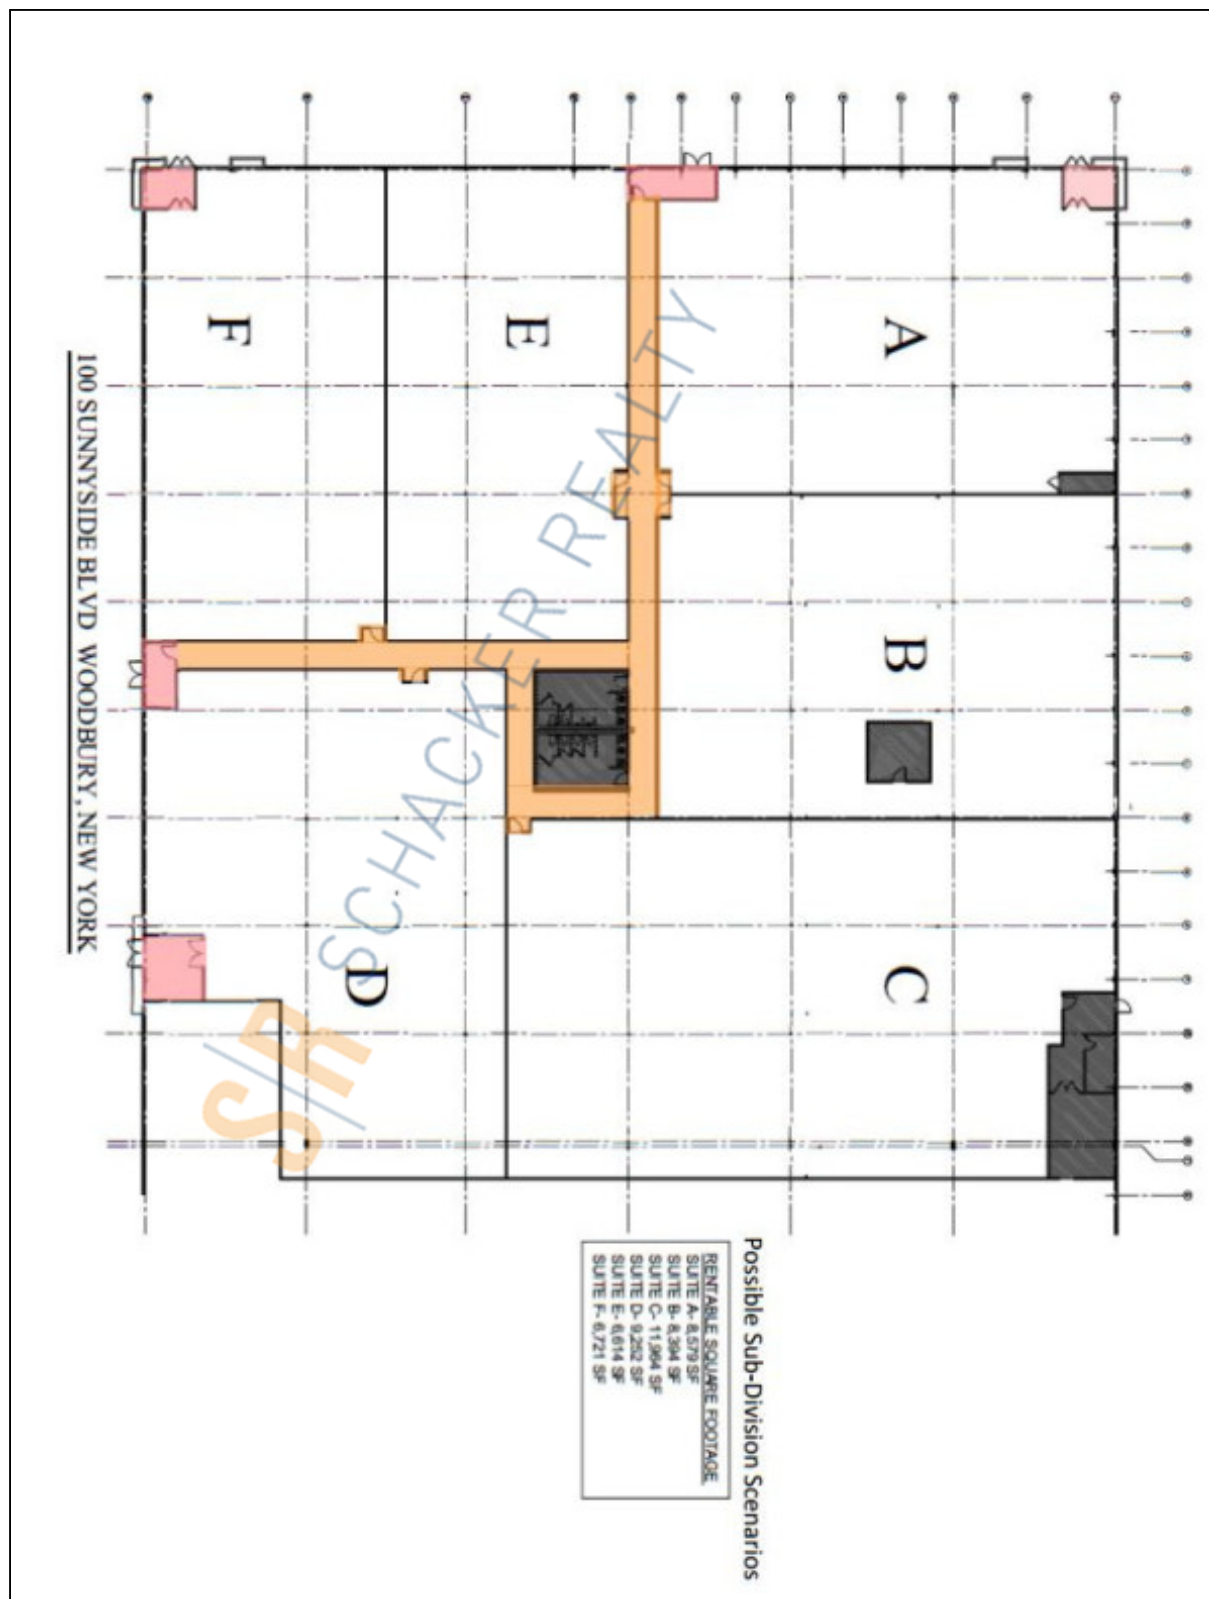 A
B
C
D
E
F
100 SUNNYSIDE BLVD WOODBURY, NEW YORK
SCHACKER REALTY
S/R
Possible Sub-Division Scenarios
RENTABLE SQUARE FOOTAGE
SUITE A- 8,579 SF
SUITE B- 8,394 SF
SUITE C- 11,964 SF
SUITE D- 9,252 SF
SUITE E- 6,614 SF
SUITE F- 6,721 SF